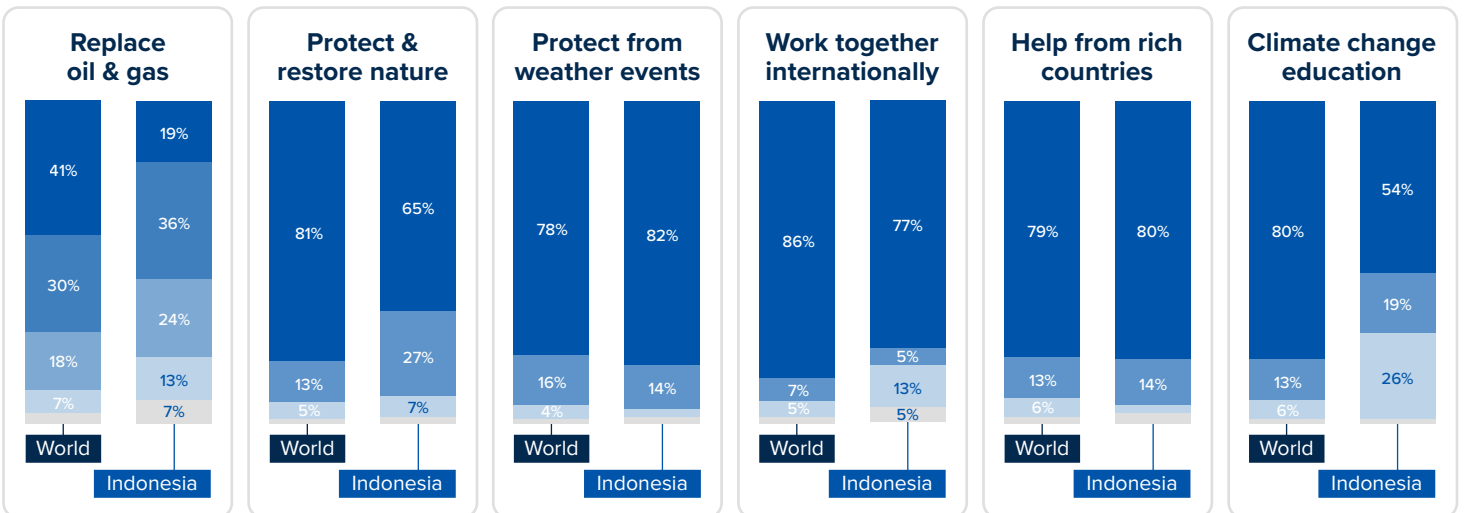 Replace
oil & gas
41%
30%
18%
7%
World
19%
36%
24%
13%
7%
Indonesia
Protect &
restore nature
81%
13%
5%
World
65%
27%
7%
Indonesia
Protect from
weather events
78%
16%
4%
World
82%
14%
Indonesia
Work together
internationally
86%
7%
5%
World
77%
5%
13%
5%
Indonesia
Help from rich
countries
79%
13%
6%
World
80%
14%
Indonesia
Climate change
education
80%
13%
6%
World
54%
19%
26%
Indonesia